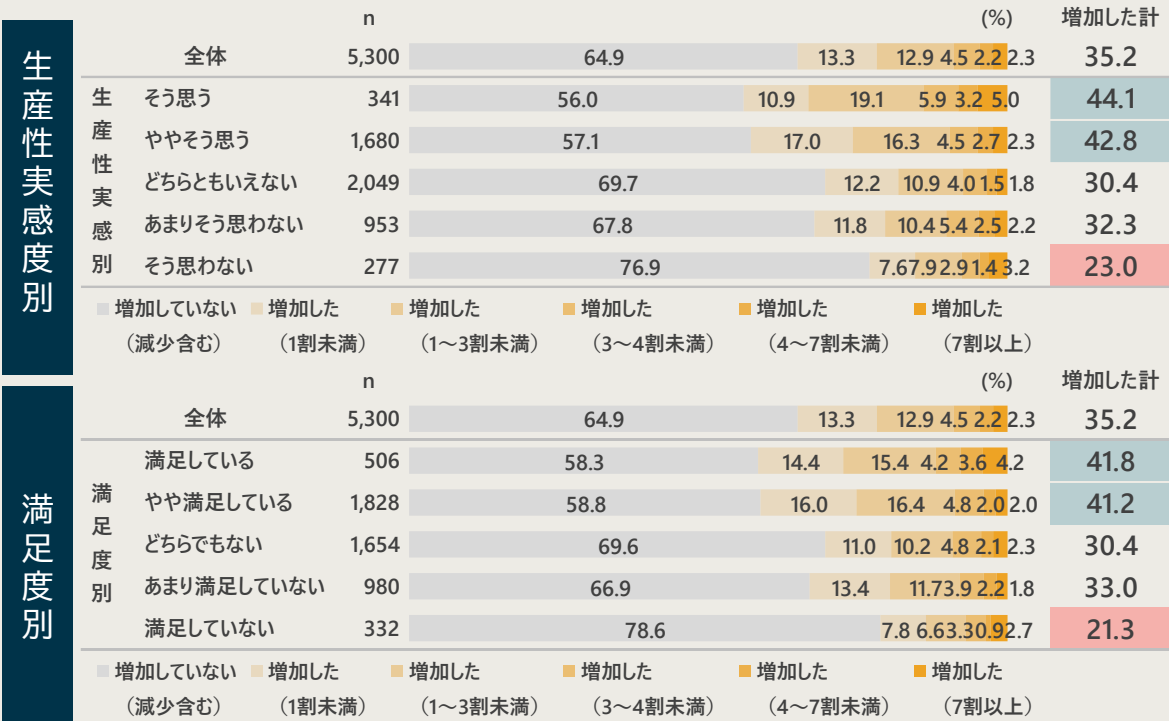 生産性実感度別
n (%) 増加した計
全体 5,300 64.9 13.3 12.9 4.5 2.2 2.3 35.2
生産性実感別
そう思う 341 56.0 10.9 19.1 5.9 3.2 5.0 44.1
ややそう思う 1,680 57.1 17.0 16.3 4.5 2.7 2.3 42.8
どちらともいえない 2,049 69.7 12.2 10.9 4.0 1.5 1.8 30.4
あまりそう思わない 953 67.8 11.8 10.4 5.4 2.5 2.2 32.3
そう思わない 277 76.9 7.6 7.9 2.9 1.4 3.2 23.0
増加していない 増加した 増加した 増加した 増加した 増加した
（減少含む） （1割未満） （1～3割未満） （3～4割未満） （4～7割未満） （7割以上）
満足度別
n (%) 増加した計
全体 5,300 64.9 13.3 12.9 4.5 2.2 2.3 35.2
満足度別
満足している 506 58.3 14.4 15.4 4.2 3.6 4.2 41.8
やや満足している 1,828 58.8 16.0 16.4 4.8 2.0 2.0 41.2
どちらでもない 1,654 69.6 11.0 10.2 4.8 2.1 2.3 30.4
あまり満足していない 980 66.9 13.4 11.7 3.9 2.2 1.8 33.0
満足していない 332 78.6 7.8 6.6 3.3 0.9 2.7 21.3
増加していない 増加した 増加した 増加した 増加した 増加した
（減少含む） （1割未満） （1～3割未満） （3～4割未満） （4～7割未満） （7割以上）